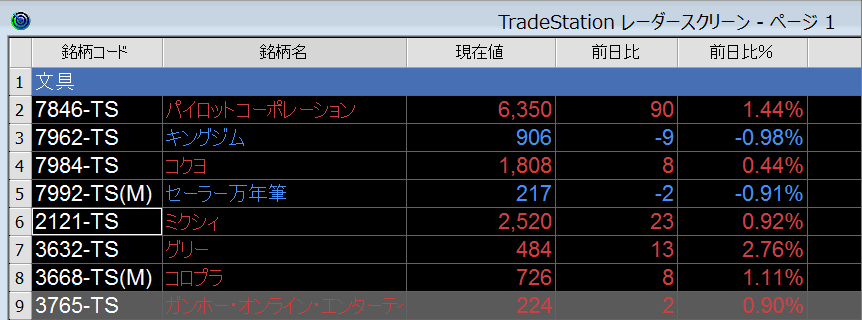 TradeStation レーダースクリーン - ページ 1
銘柄コード 銘柄名 現在値 前日比 前日比%
1 文具
2 7846-TS パイロットコーポレーション 6,350 90 1.44%
3 7962-TS キングジム 906 -9 -0.98%
4 7984-TS コクヨ 1,808 8 0.44%
5 7992-TS(M) セーラー万年筆 217 -2 -0.91%
6 2121-TS ミクシィ 2,520 23 0.92%
7 3632-TS グリー 484 13 2.76%
8 3668-TS(M) コロプラ 726 8 1.11%
9 3765-TS ガンホー・オンライン・エンターテイ 224 2 0.90%